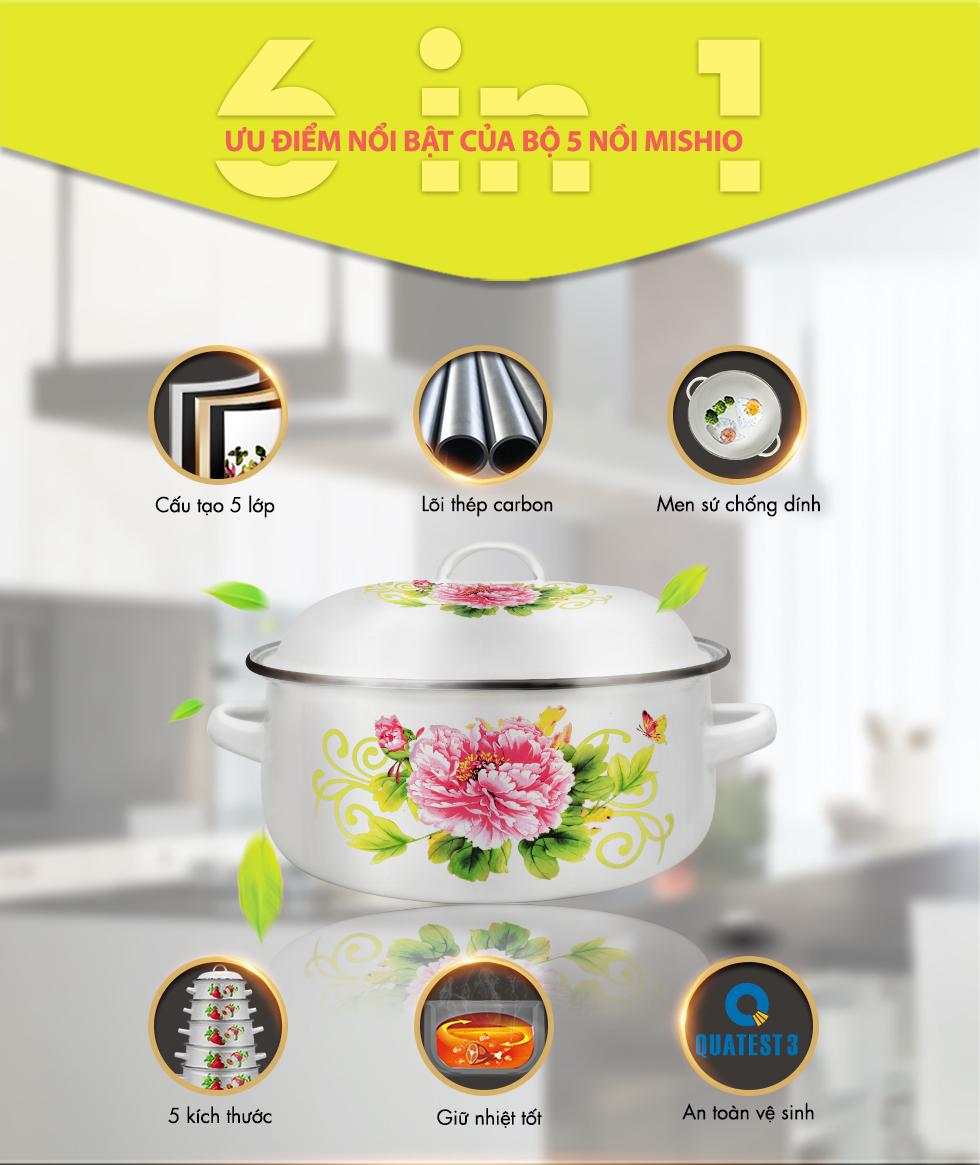 6 in 1
ƯU ĐIỂM NỔI BẬT CỦA BỘ 5 NỒI MISHIO
Cấu tạo 5 lớp
Lõi thép carbon
Men sứ chống dính
QUATEST 3
5 kích thước
Giữ nhiệt tốt
An toàn vệ sinh